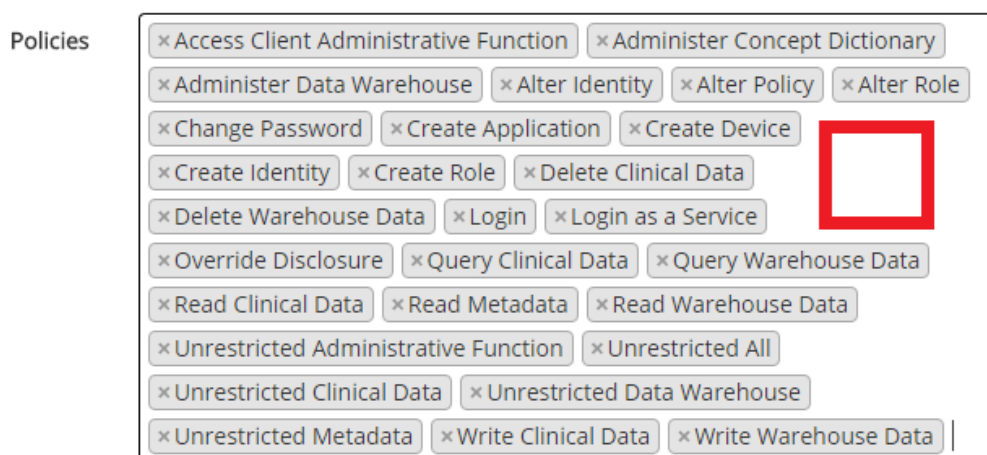 Policies
×Access Client Administrative Function ×Administer Concept Dictionary
×Administer Data Warehouse ×Alter Identity ×Alter Policy ×Alter Role
×Change Password ×Create Application ×Create Device
×Create Identity ×Create Role ×Delete Clinical Data
×Delete Warehouse Data ×Login ×Login as a Service
×Override Disclosure ×Query Clinical Data ×Query Warehouse Data
×Read Clinical Data ×Read Metadata ×Read Warehouse Data
×Unrestricted Administrative Function ×Unrestricted All
×Unrestricted Clinical Data ×Unrestricted Data Warehouse
×Unrestricted Metadata ×Write Clinical Data ×Write Warehouse Data